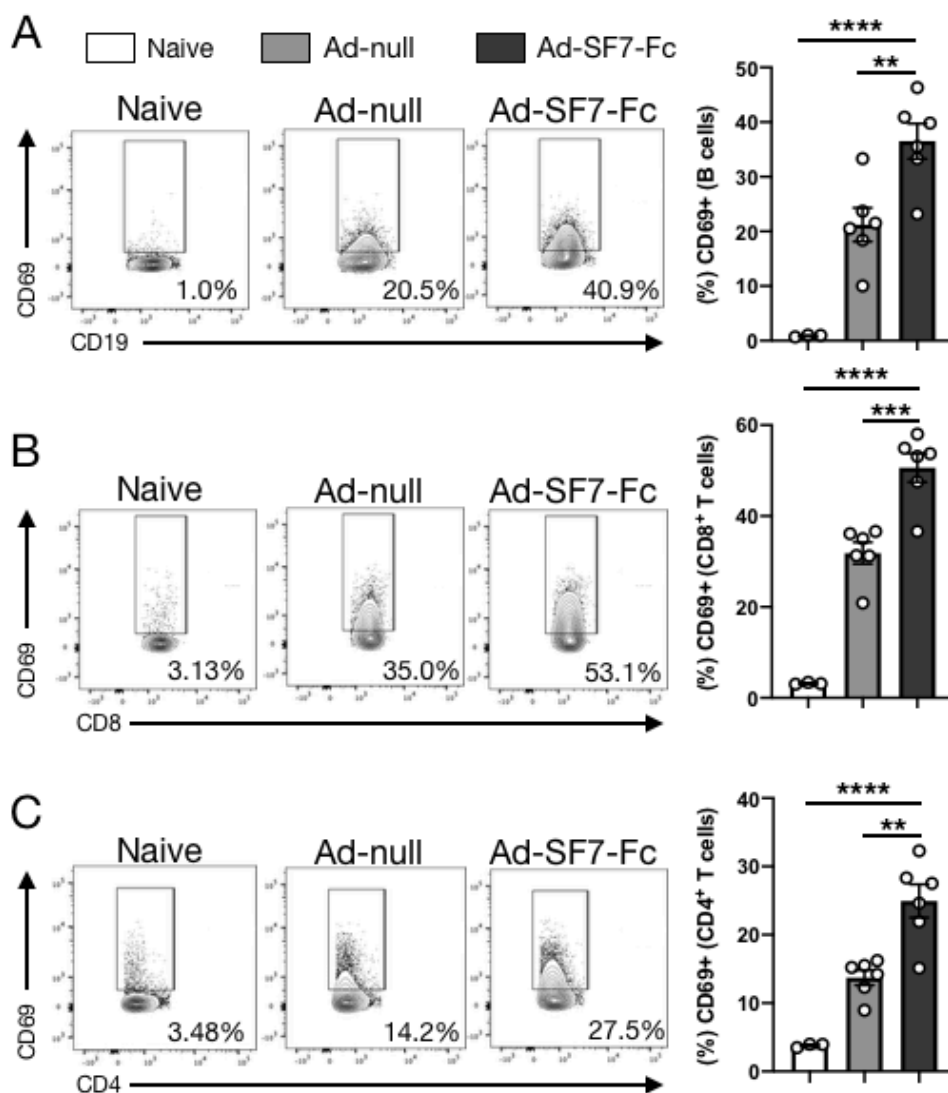 A
Naive Ad-null Ad-SF7-Fc
Naive Ad-null Ad-SF7-Fc
CD69
1.0% 20.5% 40.9%
CD19
(%) CD69+ (B cells)
50
40
30
20
10
0
**** 
**
B
Naive Ad-null Ad-SF7-Fc
CD69
3.13% 35.0% 53.1%
CD8
(%) CD69+ (CD8+ T cells)
60
40
20
0
****
***
C
Naive Ad-null Ad-SF7-Fc
CD69
3.48% 14.2% 27.5%
CD4
(%) CD69+ (CD4+ T cells)
40
30
20
10
0
****
**